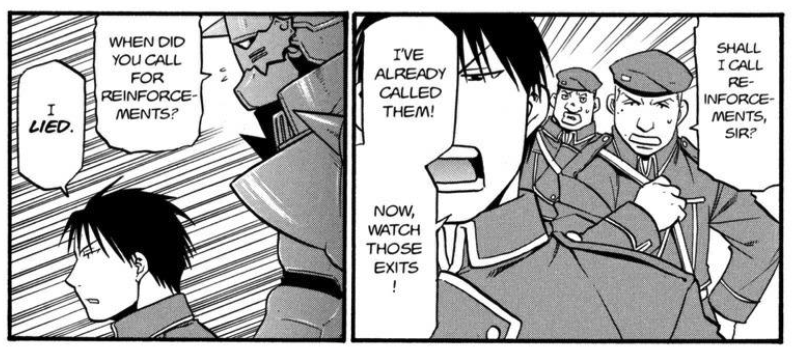 SHALL
I CALL
RE-
INFORCE-
MENTS,
SIR?
I'VE
ALREADY
CALLED
THEM!
NOW,
WATCH
THOSE
EXITS
!
WHEN DID
YOU CALL
FOR
REINFORCE-
MENTS?
I
LIED.